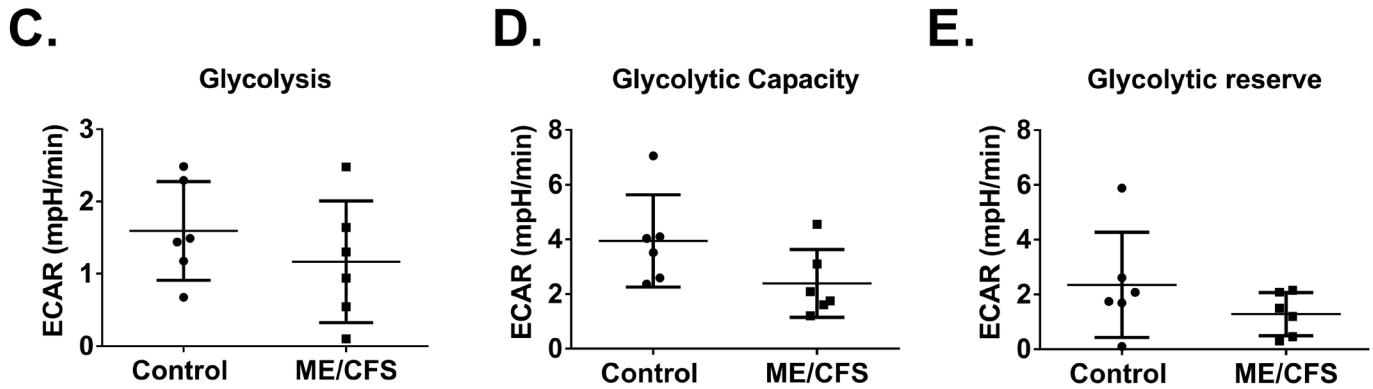 C.
Glycolysis
ECAR (mpH/min)
3
2
1
0
Control ME/CFS
D.
Glycolytic Capacity
ECAR (mpH/min)
8
6
4
2
0
Control ME/CFS
E.
Glycolytic reserve
ECAR (mpH/min)
8
6
4
2
0
Control ME/CFS